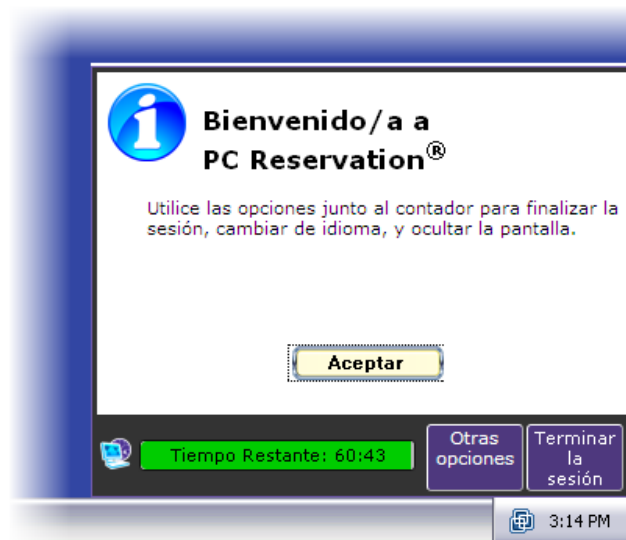 Bienvenido/a a
PC Reservation®
Utilice las opciones junto al contador para finalizar la
sesión, cambiar de idioma, y ocultar la pantalla.
Aceptar
Tiempo Restante: 60:43
Otras
opciones
Terminar
la
sesión
3:14 PM